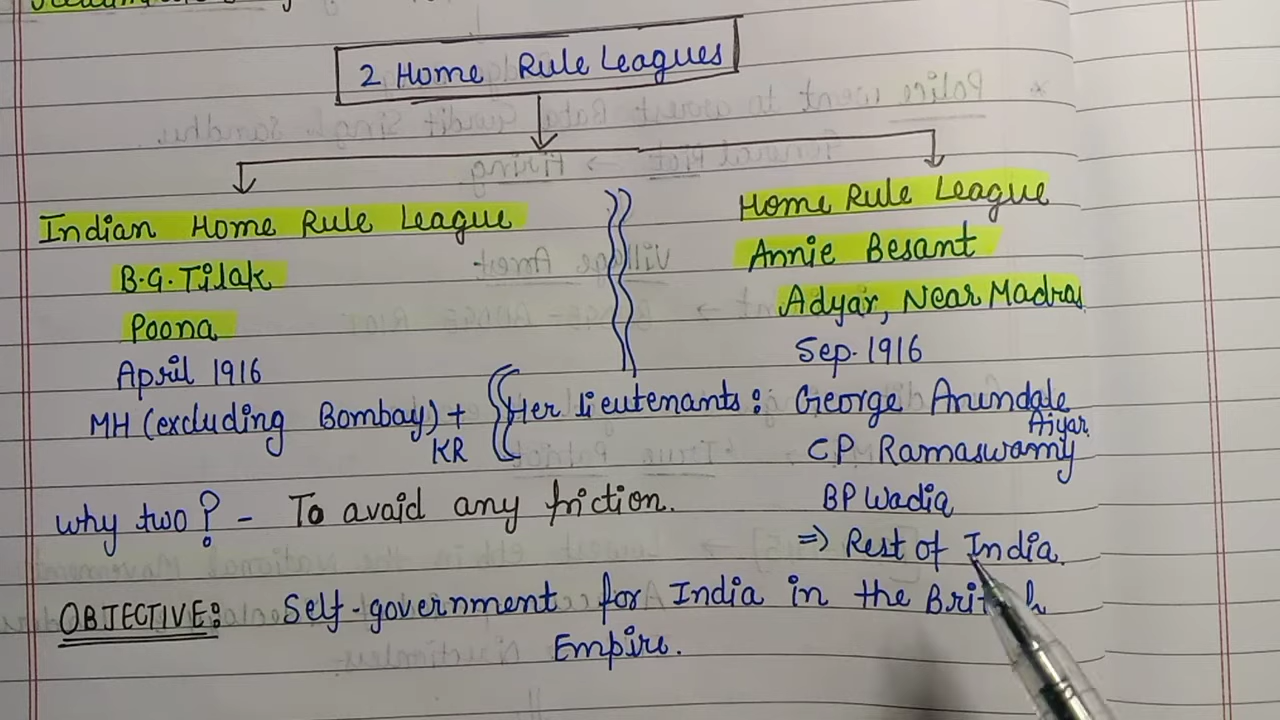 2 Home Rule Leagues
Indian Home Rule League
B.G. Tilak
Poona
April 1916
MH (excluding Bombay) +
KR
Home Rule League
Annie Besant
Adyar, Near Madras
Sep. 1916
Her lieutenants: George Arundale
CP Ramaswamy Aiyar
BP Wadia
⇒ Rest of India.
Why two? - To avaid any friction.
OBJECTIVE: Self-government for India in the British
Empire.